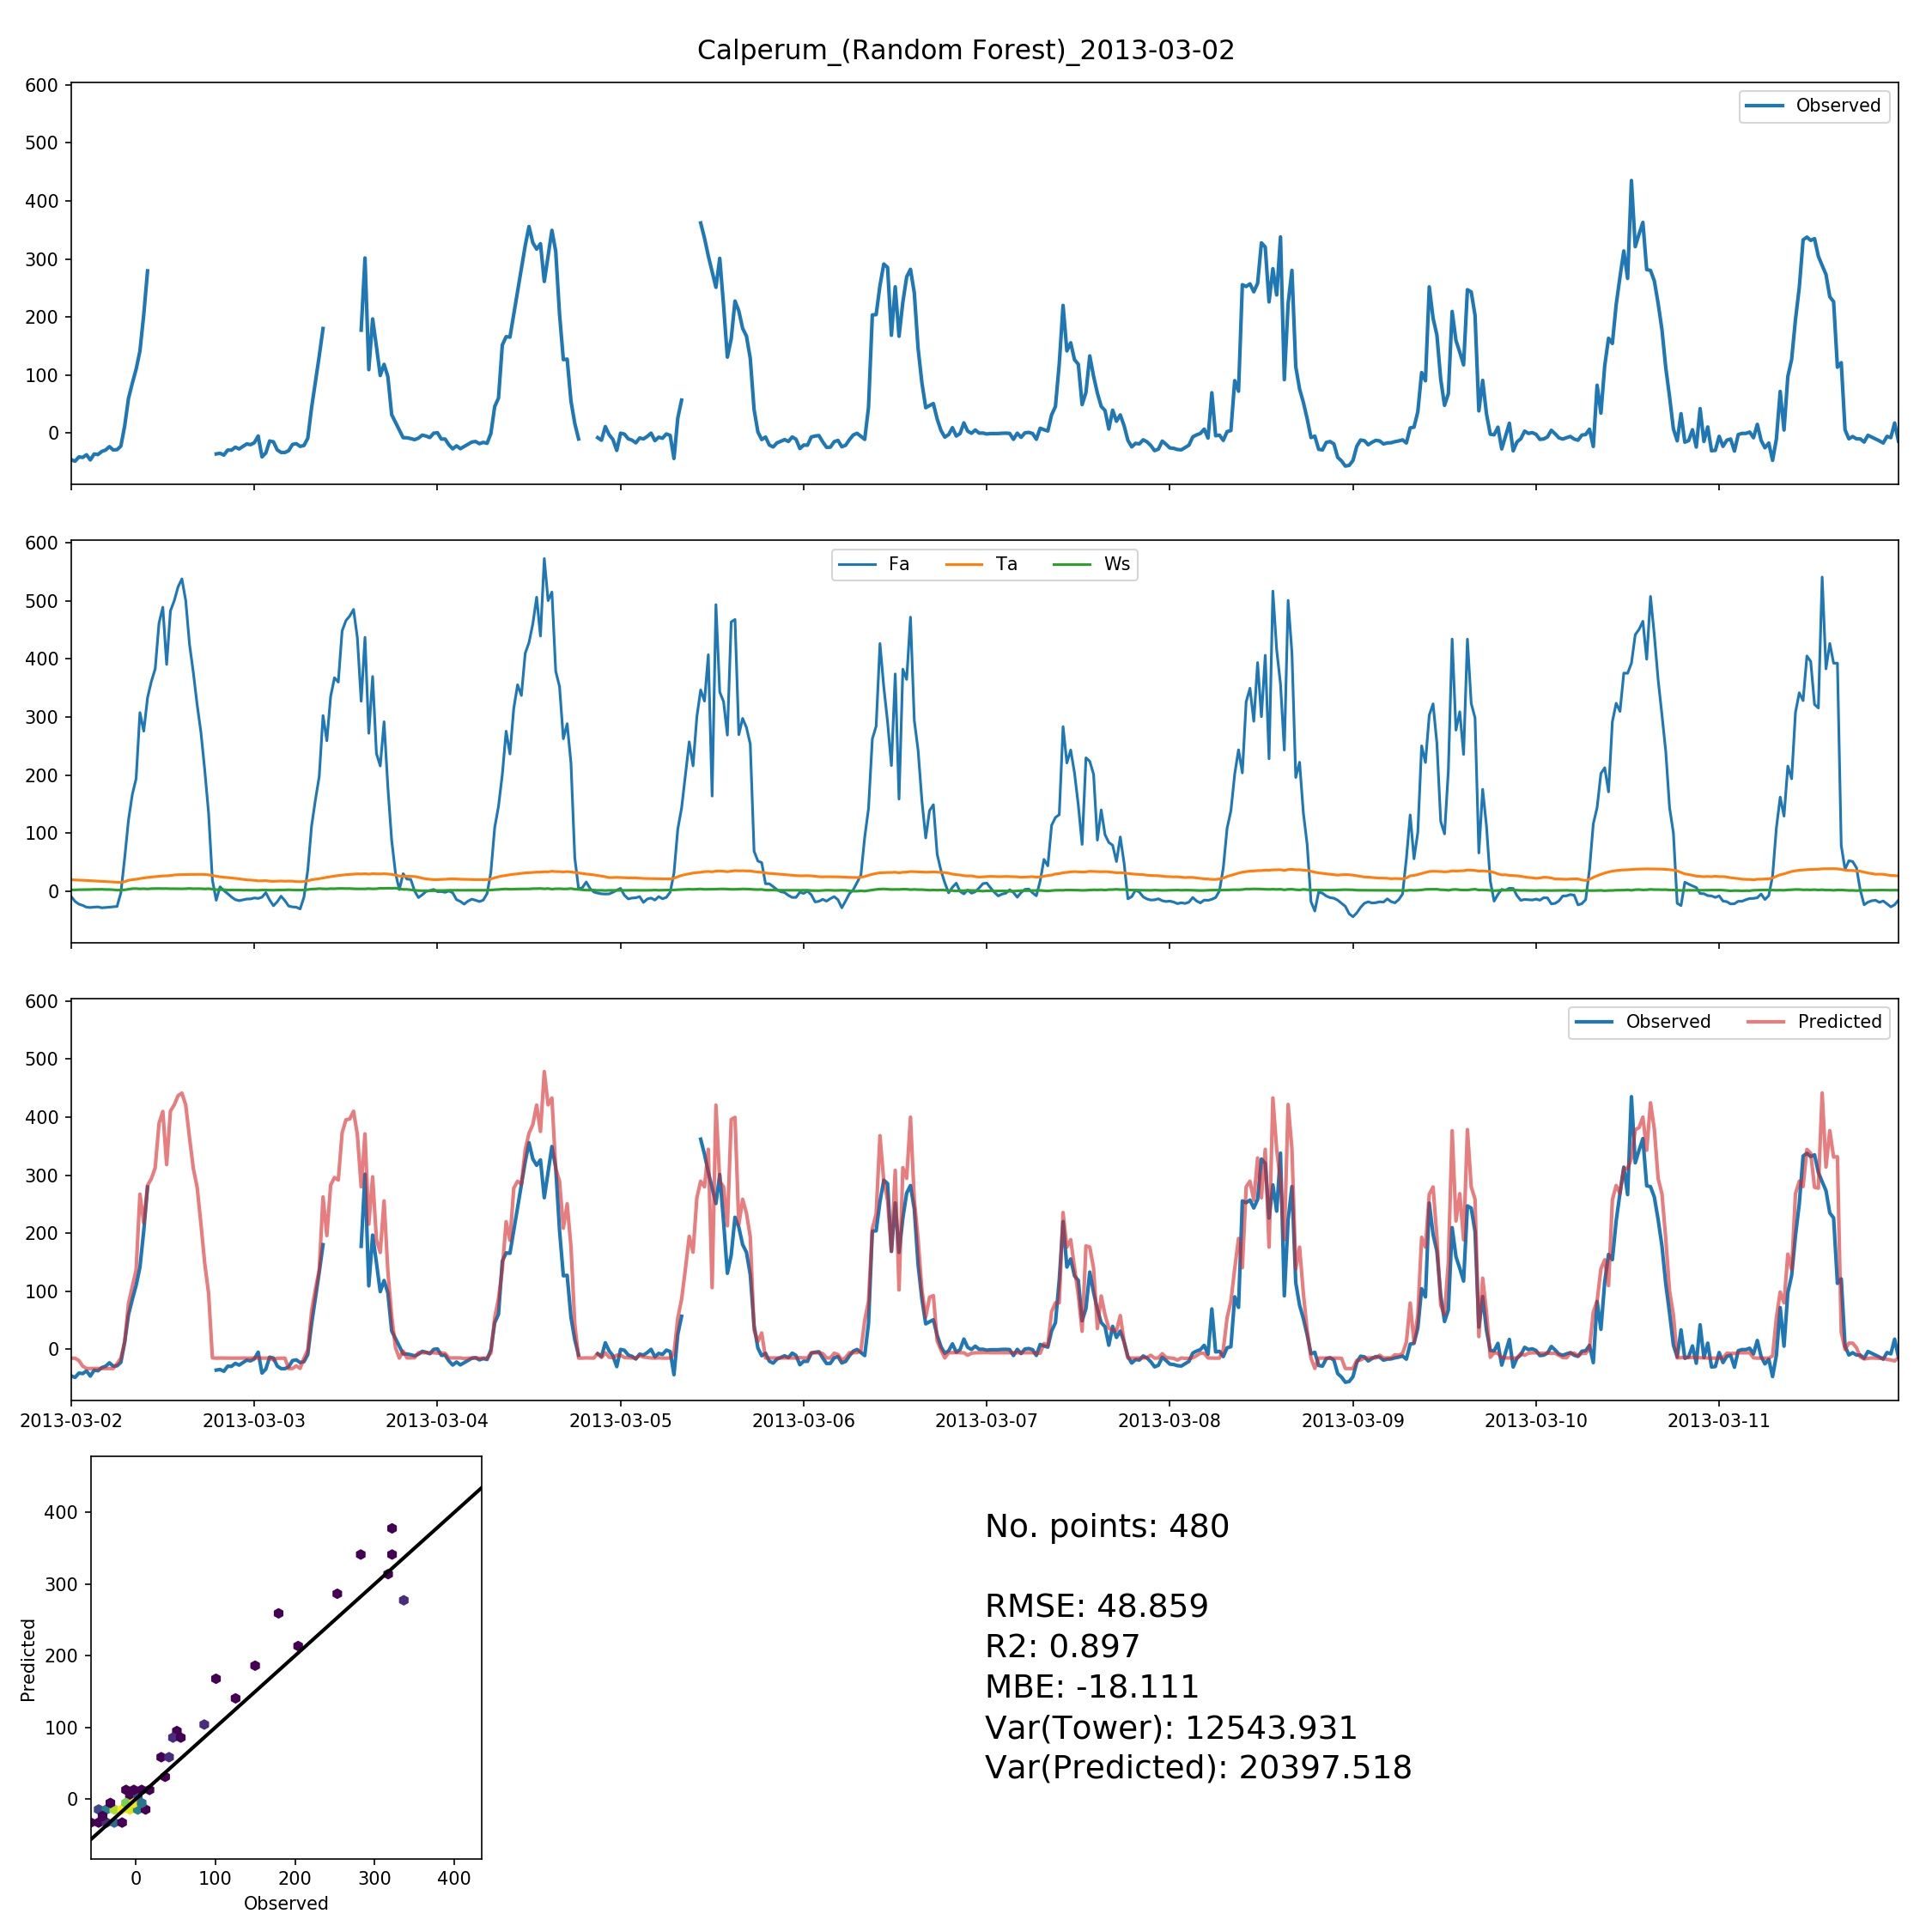 Calperum_(Random Forest)_2013-03-02
600
500
400
300
200
100
0
Observed
600
500
400
300
200
100
0
Fa Ta Ws
600
500
400
300
200
100
0
Observed Predicted
2013-03-02 2013-03-03 2013-03-04 2013-03-05 2013-03-06 2013-03-07 2013-03-08 2013-03-09 2013-03-10 2013-03-11
400
300
200
100
0
Predicted
0 100 200 300 400
Observed
No. points: 480
RMSE: 48.859
R2: 0.897
MBE: -18.111
Var(Tower): 12543.931
Var(Predicted): 20397.518